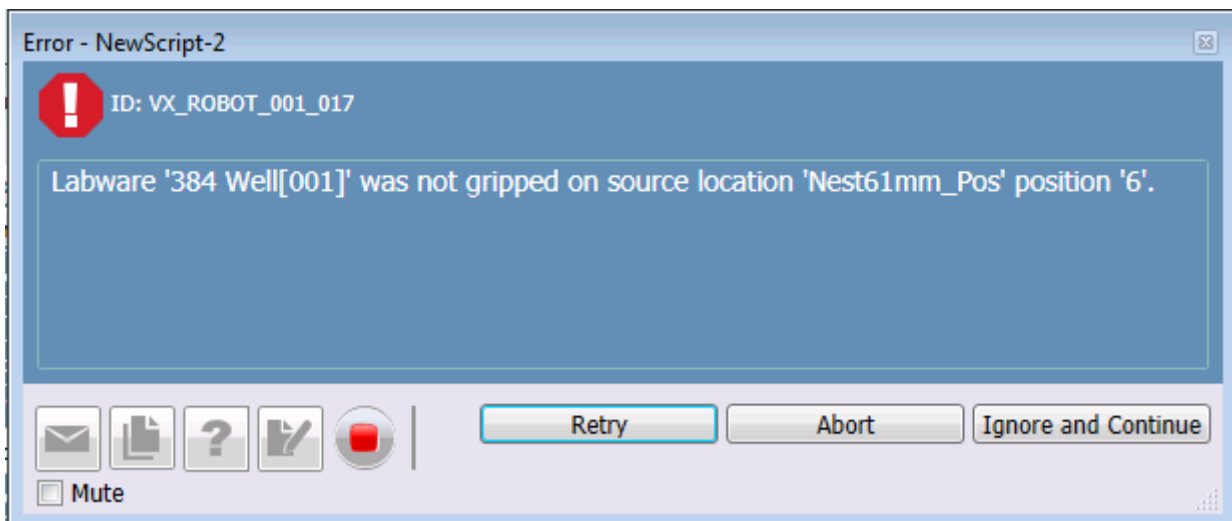 Error - NewScript-2
ID: VX_ROBOT_001_017
Labware '384 Well[001]' was not gripped on source location 'Nest61mm_Pos' position '6'.
Retry
Abort
Ignore and Continue
Mute